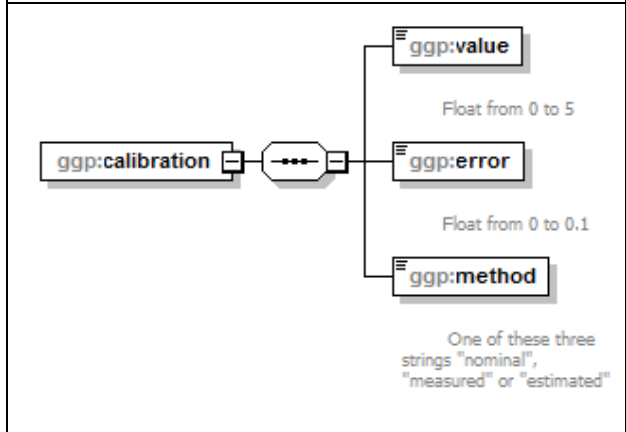 ggp:value
Float from 0 to 5
ggp:calibration
ggp:error
Float from 0 to 0.1
ggp:method
One of these three
strings "nominal",
"measured" or "estimated"